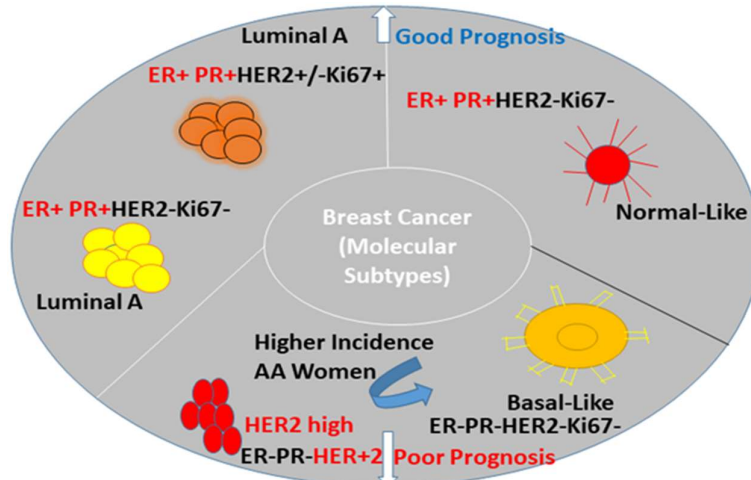 Luminal A
Good Prognosis
ER+ PR+HER2+/-Ki67+
ER+ PR+HER2-Ki67-
ER+ PR+HER2-Ki67-
Normal-Like
Breast Cancer
(Molecular
Subtypes)
Luminal A
Higher Incidence
AA Women
Basal-Like
HER2 high
ER-PR-HER2-Ki67-
ER-PR-HER+2 Poor Prognosis